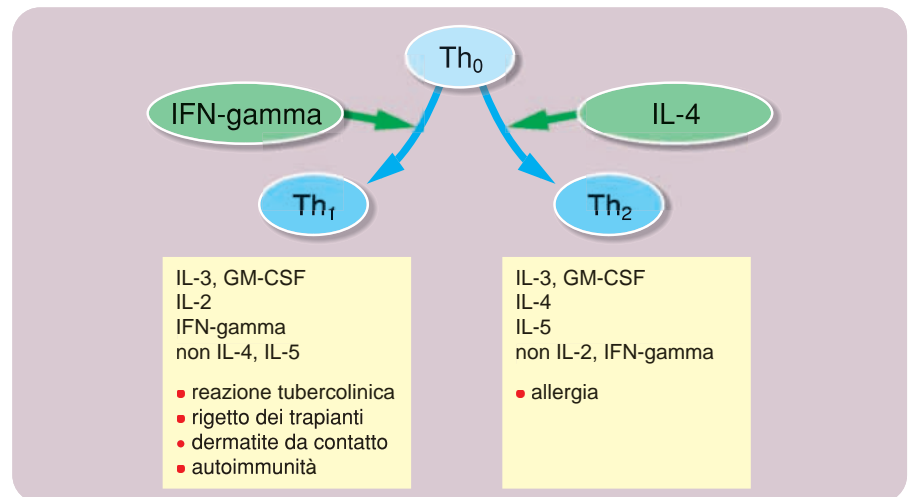 Th₀
IFN-gamma
IL-4
Th₁
Th₂
IL-3, GM-CSF
IL-2
IFN-gamma
non IL-4, IL-5
• reazione tubercolinica
• rigetto dei trapianti
• dermatite da contatto
• autoimmunità
IL-3, GM-CSF
IL-4
IL-5
non IL-2, IFN-gamma
• allergia